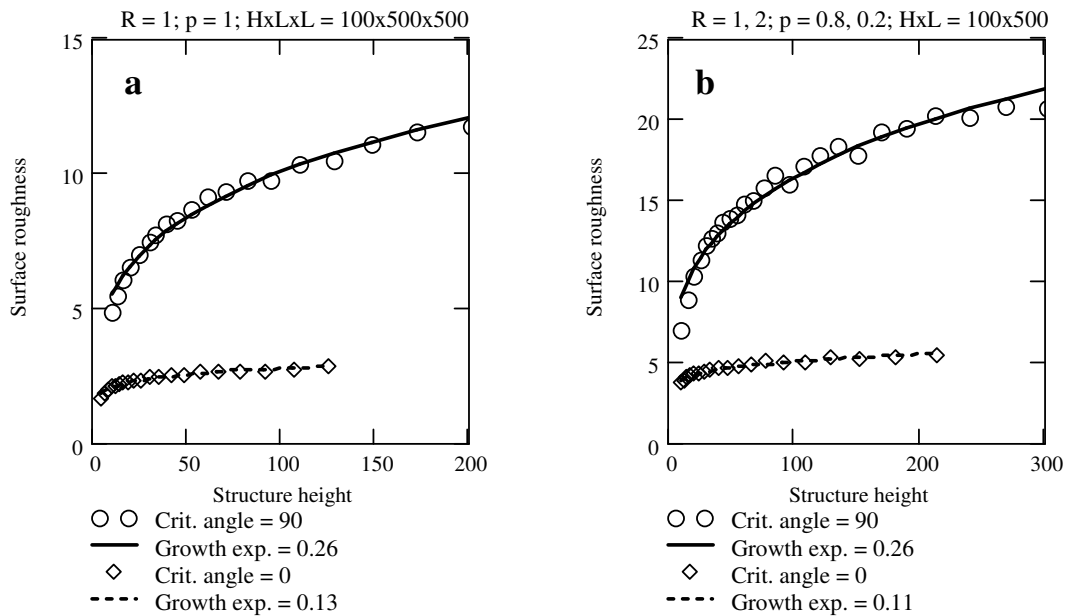 R = 1; p = 1; HxLxL = 100x500x500
15
10
5
0
a
Surface roughness
0 50 100 150 200
Structure height
Crit. angle = 90
Growth exp. = 0.26
Crit. angle = 0
Growth exp. = 0.13
R = 1, 2; p = 0.8, 0.2; HxL = 100x500
25
20
15
10
5
0
b
Surface roughness
0 100 200 300
Structure height
Crit. angle = 90
Growth exp. = 0.26
Crit. angle = 0
Growth exp. = 0.11